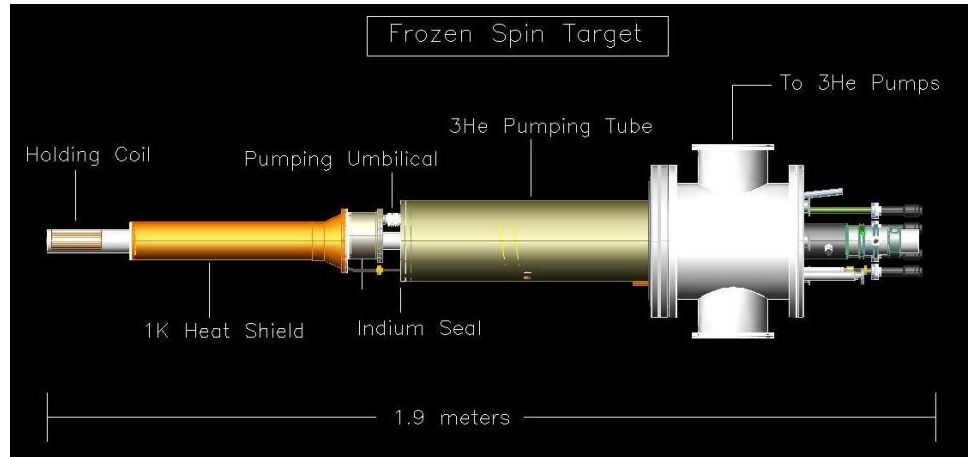 Frozen Spin Target
To 3He Pumps
3He Pumping Tube
Holding Coil
Pumping Umbilical
1K Heat Shield
Indium Seal
1.9 meters